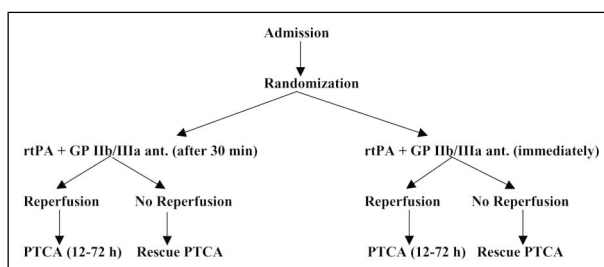 Admission
Randomization
rtPA + GP IIb/IIIa ant. (after 30 min) rtPA + GP IIb/IIIa ant. (immediately)
Reperfusion No Reperfusion Reperfusion No Reperfusion
PTCA (12-72 h) Rescue PTCA PTCA (12-72 h) Rescue PTCA